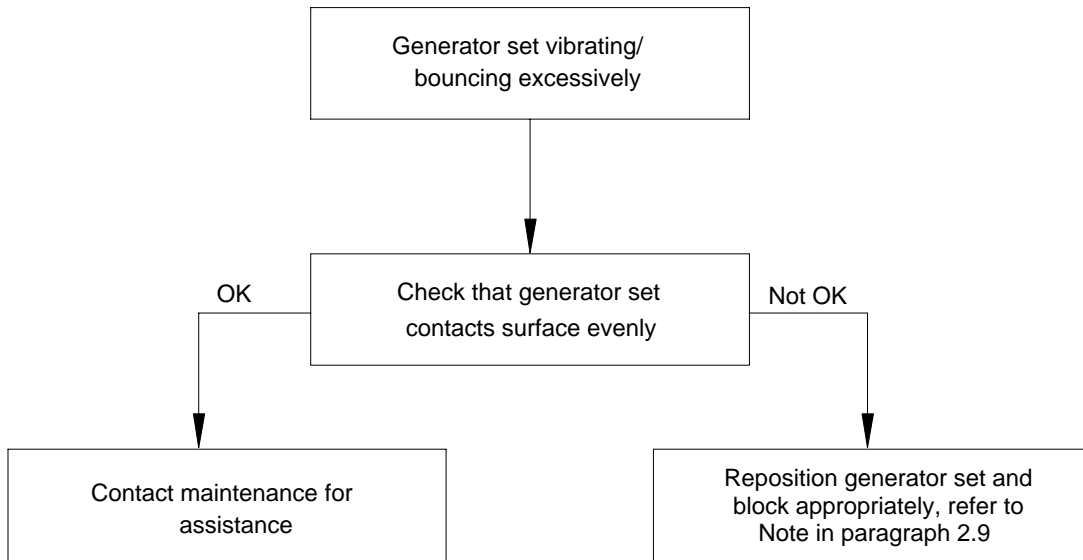 Generator set vibrating/
bouncing excessively
Check that generator set
contacts surface evenly
OK
Not OK
Contact maintenance for
assistance
Reposition generator set and
block appropriately, refer to
Note in paragraph 2.9